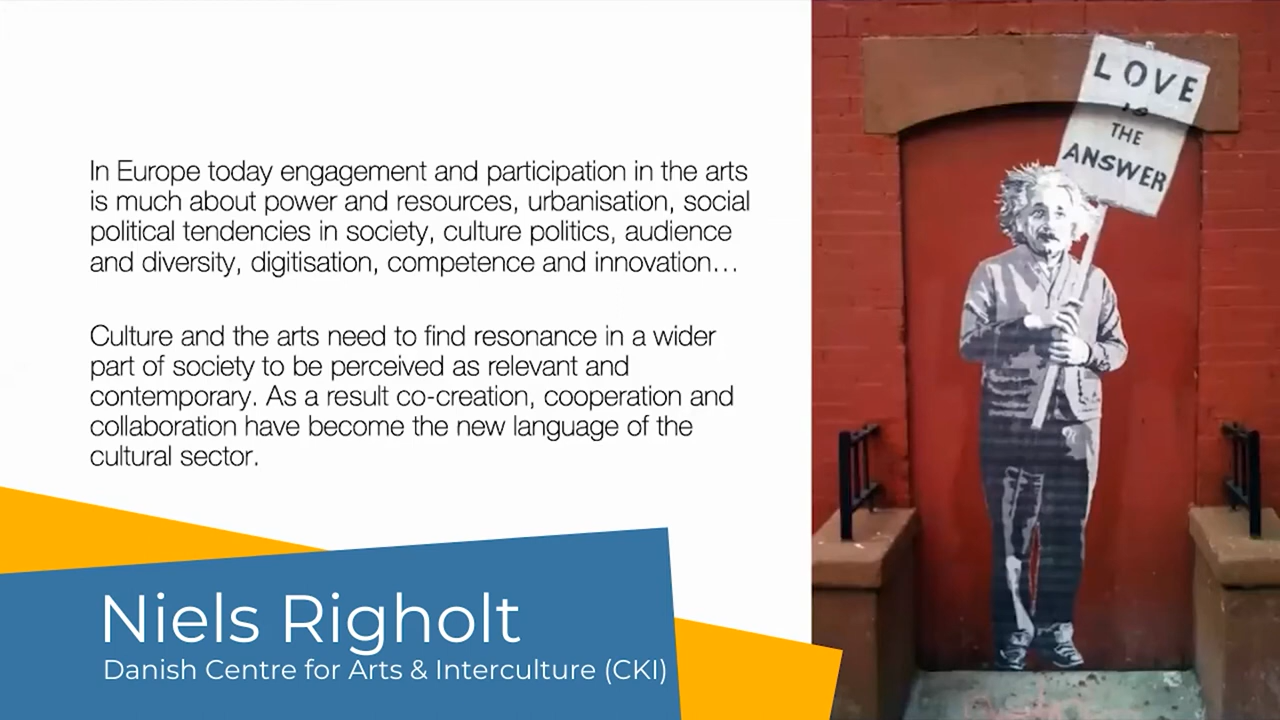 In Europe today engagement and participation in the arts
is much about power and resources, urbanisation, social
political tendencies in society, culture politics, audience
and diversity, digitisation, competence and innovation…
Culture and the arts need to find resonance in a wider
part of society to be perceived as relevant and
contemporary. As a result co-creation, cooperation and
collaboration have become the new language of the
cultural sector.
Niels Righolt
Danish Centre for Arts & Interculture (CKI)
LOVE
is
THE
ANSWER